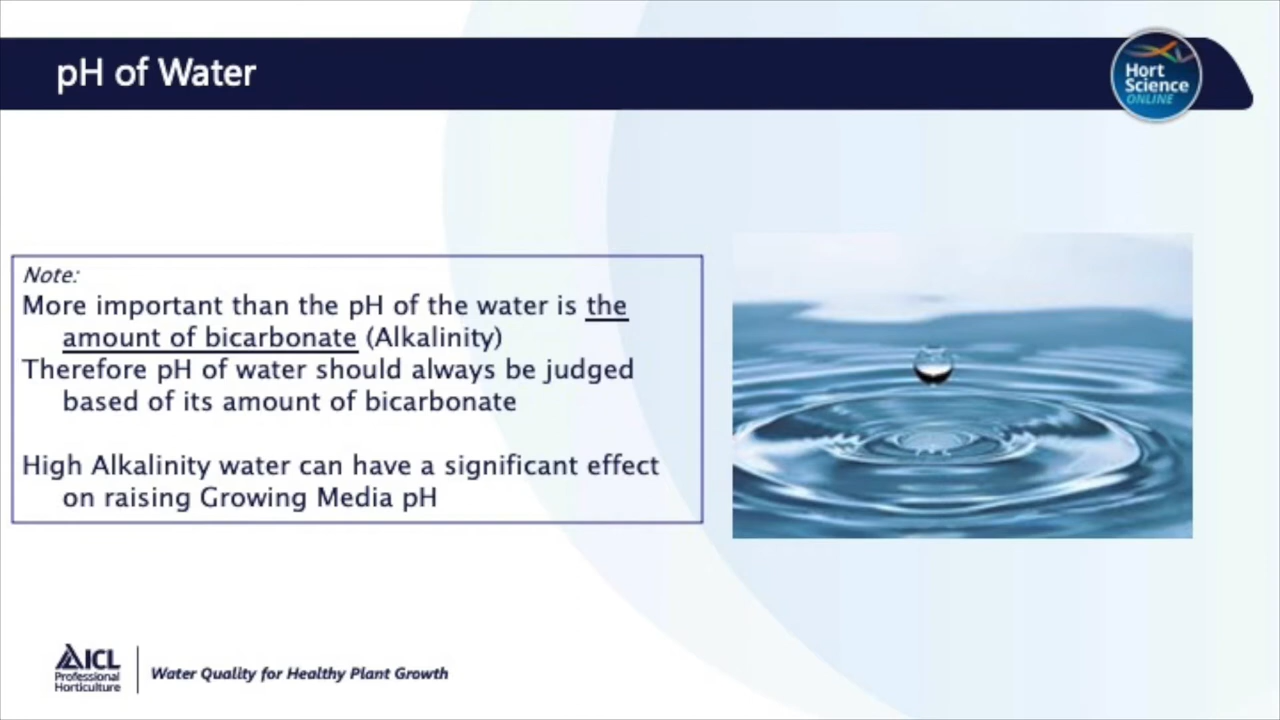 pH of Water
Hort
Science
ONLINE
Note:
More important than the pH of the water is the
amount of bicarbonate (Alkalinity)
Therefore pH of water should always be judged
based of its amount of bicarbonate
High Alkalinity water can have a significant effect
on raising Growing Media pH
ICL
Professional
Horticulture
Water Quality for Healthy Plant Growth